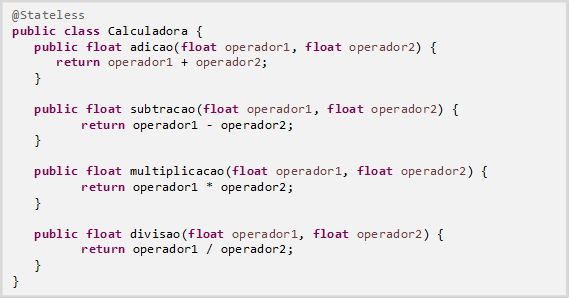 @Stateless
public class Calculadora {
public float adicao(float operador1, float operador2) {
return operador1 + operador2;
}
public float subtracao(float operador1, float operador2) {
return operador1 - operador2;
}
public float multiplicacao(float operador1, float operador2) {
return operador1 * operador2;
}
public float divisao(float operador1, float operador2) {
return operador1 / operador2;
}
}